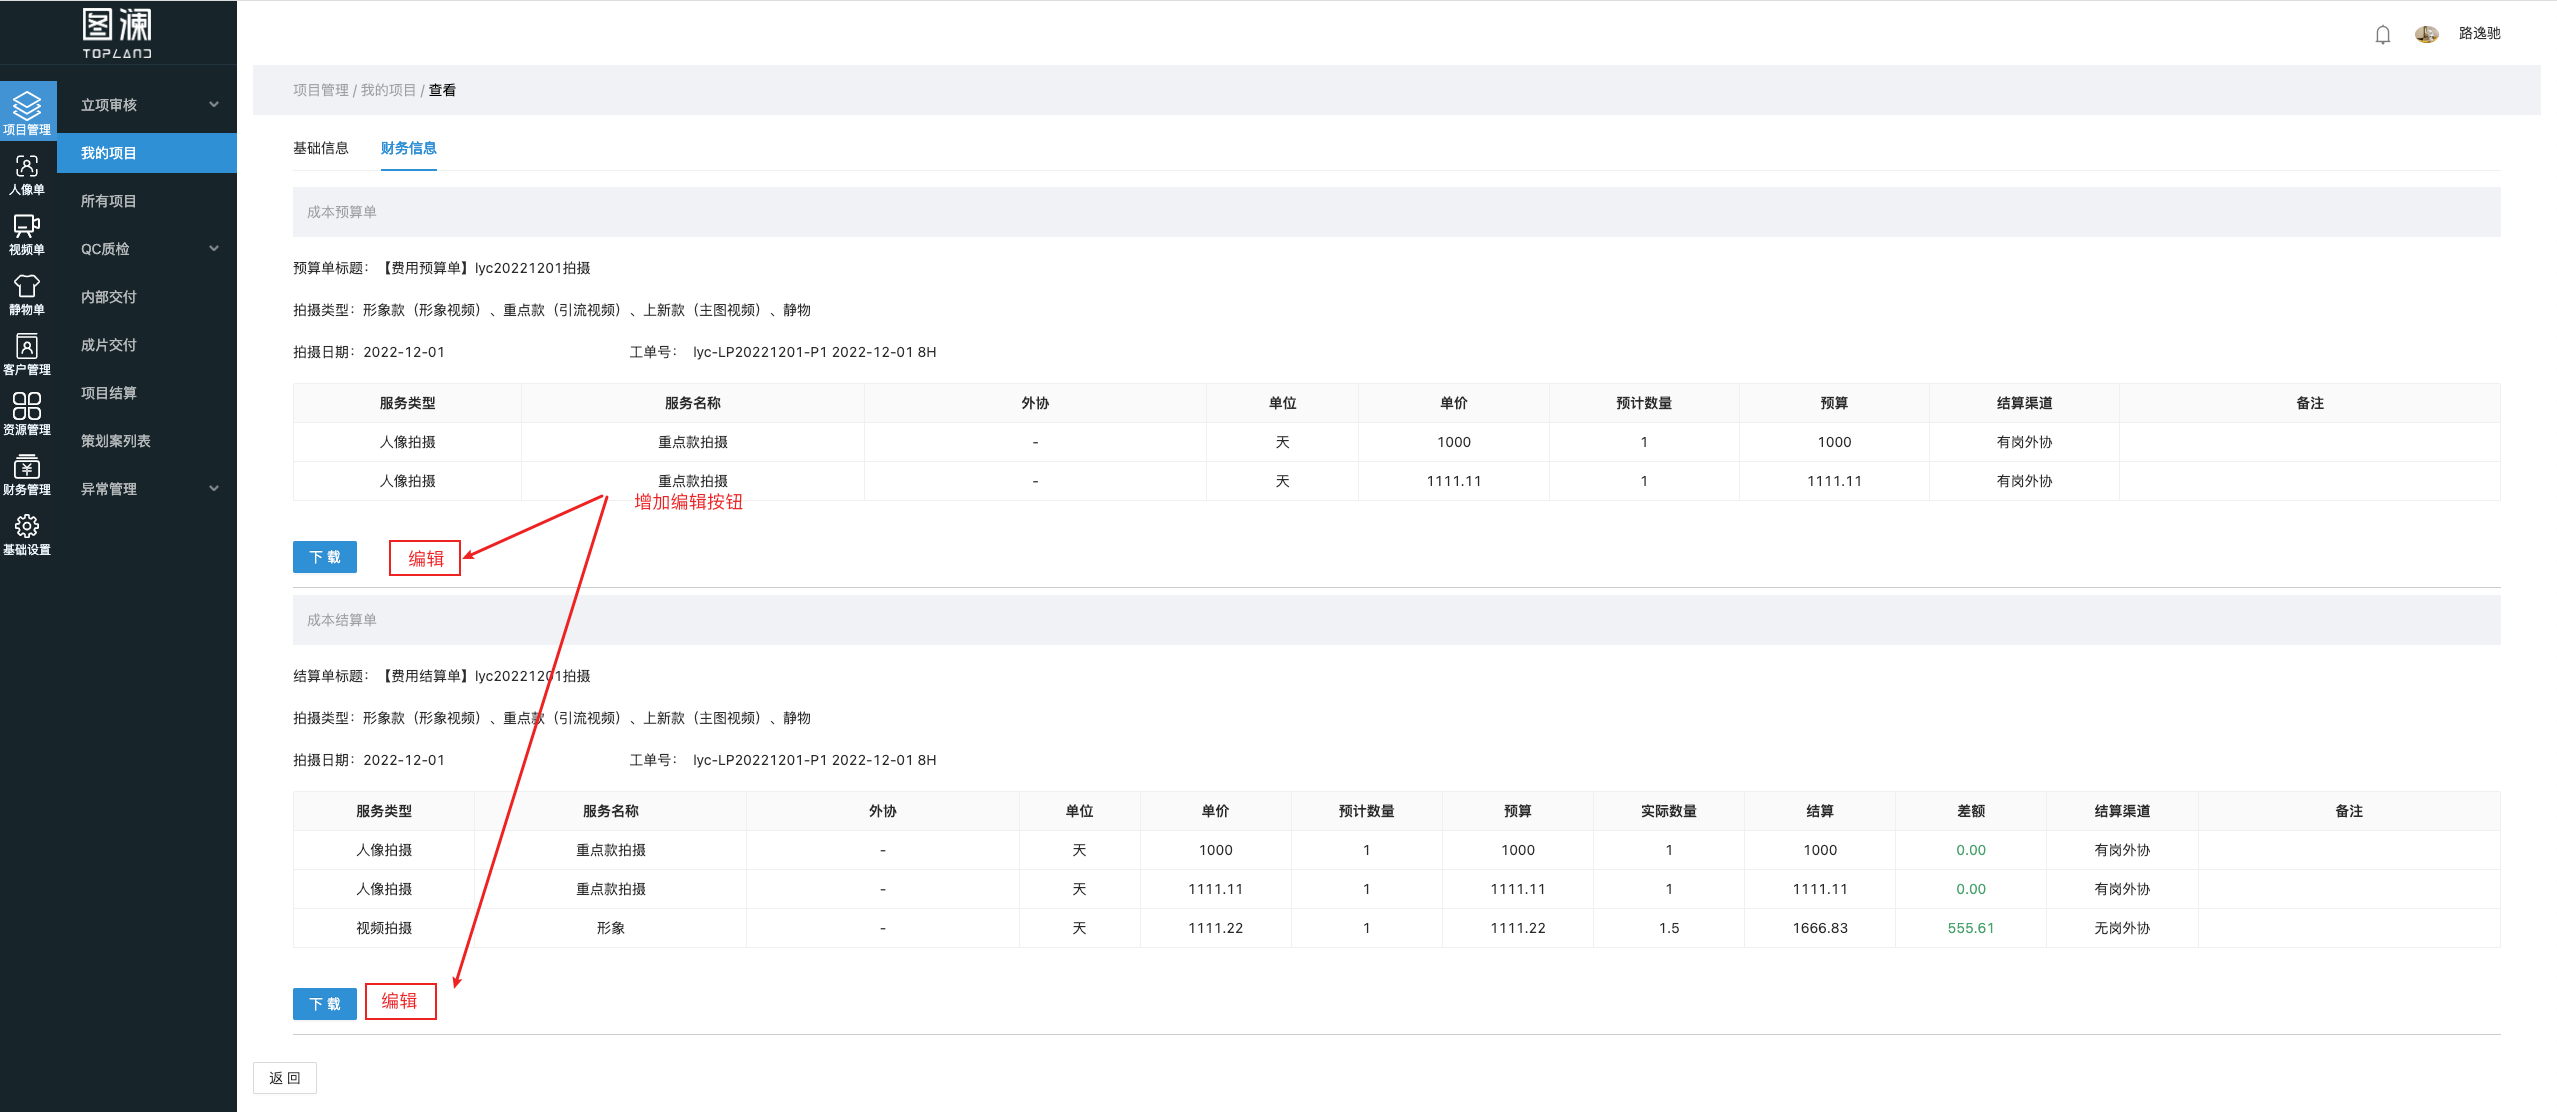 图澜
TOPLAND
路逸驰
项目管理
人像单
视频单
静物单
客户管理
资源管理
财务管理
基础设置
立项审核
我的项目
所有项目
QC质检
内部交付
成片交付
项目结算
策划案列表
异常管理
项目管理 / 我的项目 / 查看
基础信息 财务信息
成本预算单
预算单标题：【费用预算单】lyc20221201拍摄
拍摄类型：形象款（形象视频）、重点款（引流视频）、上新款（主图视频）、静物
拍摄日期：2022-12-01 工单号： lyc-LP20221201-P1 2022-12-01 8H
服务类型 服务名称 外协 单位 单价 预计数量 预算 结算渠道 备注
人像拍摄 重点款拍摄 - 天 1000 1 1000 有岗外协
人像拍摄 重点款拍摄 - 天 1111.11 1 1111.11 有岗外协
增加编辑按钮
下 载 编辑
成本结算单
结算单标题：【费用结算单】lyc20221201拍摄
拍摄类型：形象款（形象视频）、重点款（引流视频）、上新款（主图视频）、静物
拍摄日期：2022-12-01 工单号： lyc-LP20221201-P1 2022-12-01 8H
服务类型 服务名称 外协 单位 单价 预计数量 预算 实际数量 结算 差额 结算渠道 备注
人像拍摄 重点款拍摄 - 天 1000 1 1000 1 1000 0.00 有岗外协
人像拍摄 重点款拍摄 - 天 1111.11 1 1111.11 1 1111.11 0.00 有岗外协
视频拍摄 形象 - 天 1111.22 1 1111.22 1.5 1666.83 555.61 无岗外协
下 载 编辑
返 回